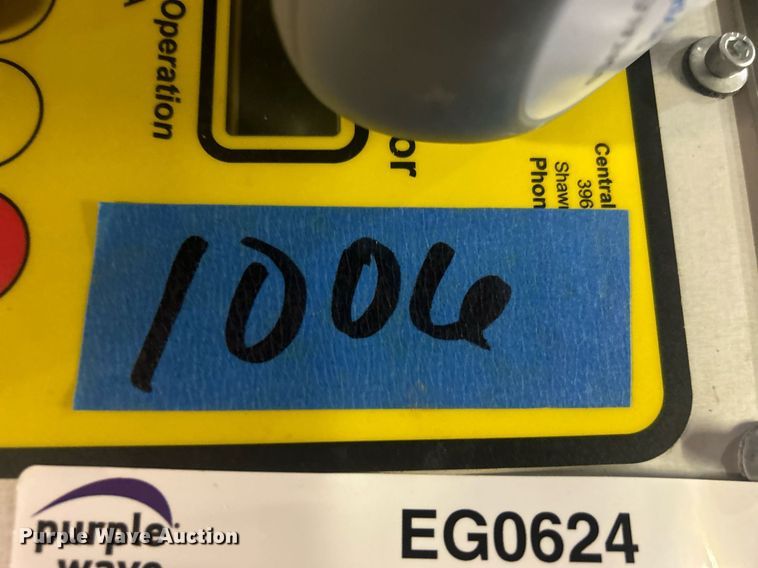 Operation
or
Central
396
Shaw
Phon
1006
purple
wave
EG0624
Purple Wave Auction